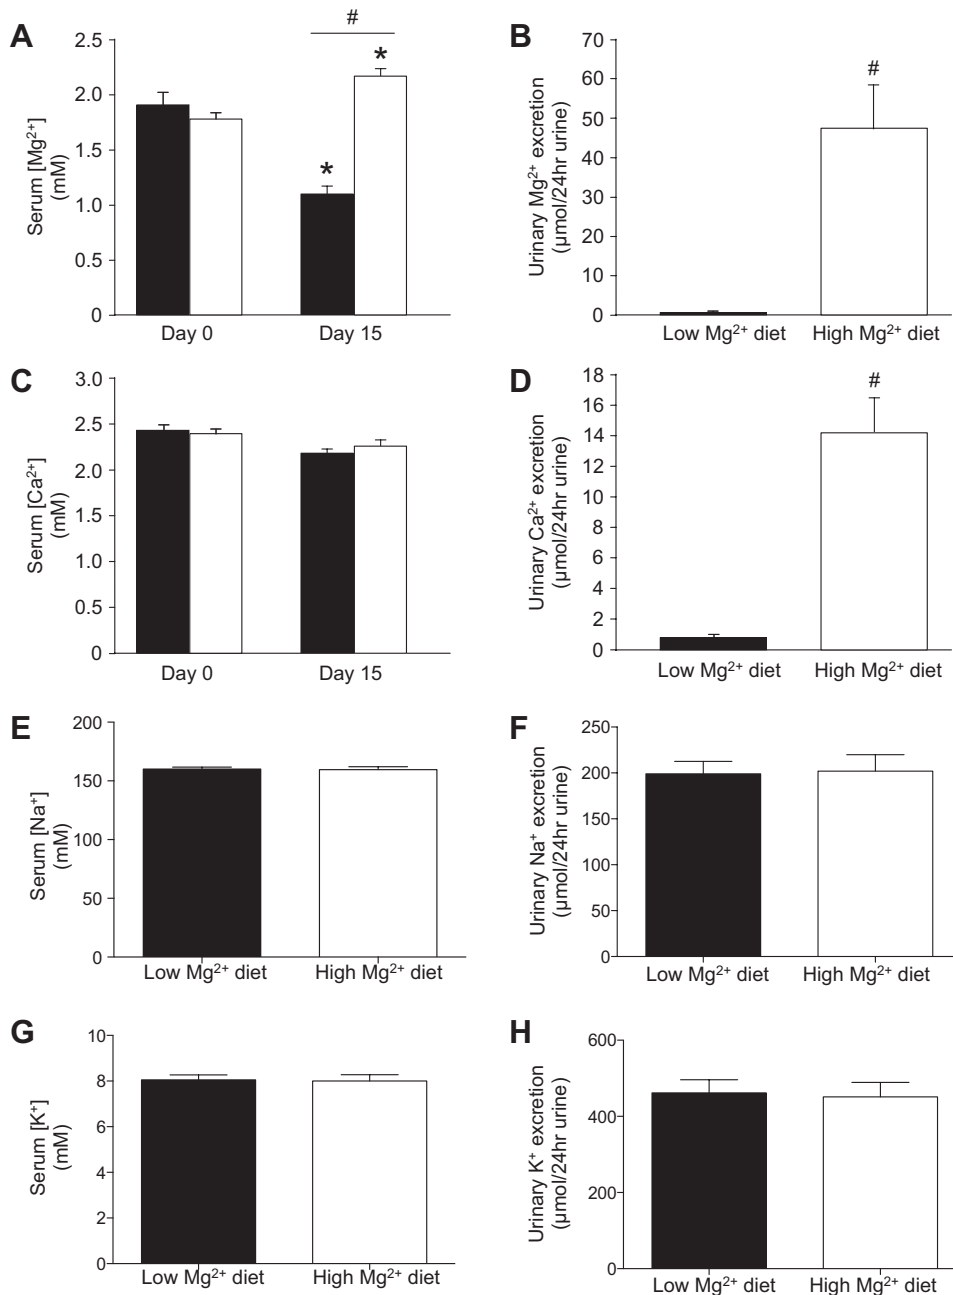 A
Serum [Mg²⁺]
(mM)
2.5
2.0
1.5
1.0
0.5
0
#
*
*
Day 0
Day 15
B
Urinary Mg²⁺ excretion
(µmol/24hr urine)
70
60
50
40
30
20
10
0
#
Low Mg²⁺ diet
High Mg²⁺ diet
C
Serum [Ca²⁺]
(mM)
3.0
2.5
2.0
1.5
1.0
0.5
0
Day 0
Day 15
D
Urinary Ca²⁺ excretion
(µmol/24hr urine)
18
16
14
12
10
8
6
4
2
0
#
Low Mg²⁺ diet
High Mg²⁺ diet
E
Serum [Na⁺]
(mM)
200
150
100
50
0
Low Mg²⁺ diet
High Mg²⁺ diet
F
Urinary Na⁺ excretion
(µmol/24hr urine)
250
200
150
100
50
0
Low Mg²⁺ diet
High Mg²⁺ diet
G
Serum [K⁺]
(mM)
10
8
6
4
2
0
Low Mg²⁺ diet
High Mg²⁺ diet
H
Urinary K⁺ excretion
(µmol/24hr urine)
600
400
200
0
Low Mg²⁺ diet
High Mg²⁺ diet